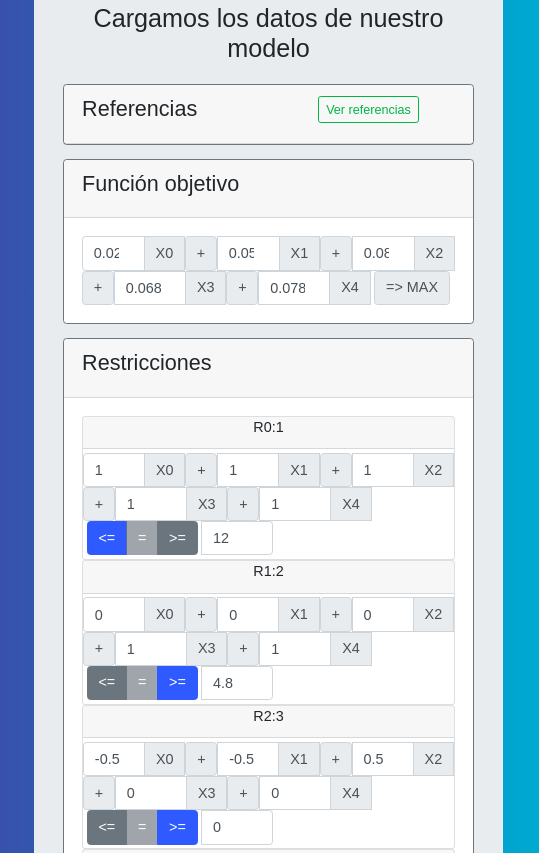 Cargamos los datos de nuestro
modelo
Referencias Ver referencias
Función objetivo
0.02 X0 + 0.05 X1 + 0.08 X2
+ 0.068 X3 + 0.078 X4 => MAX
Restricciones
R0:1
1 X0 + 1 X1 + 1 X2
+ 1 X3 + 1 X4
<= = >= 12
R1:2
0 X0 + 0 X1 + 0 X2
+ 1 X3 + 1 X4
<= = >= 4.8
R2:3
-0.5 X0 + -0.5 X1 + 0.5 X2
+ 0 X3 + 0 X4
<= = >= 0